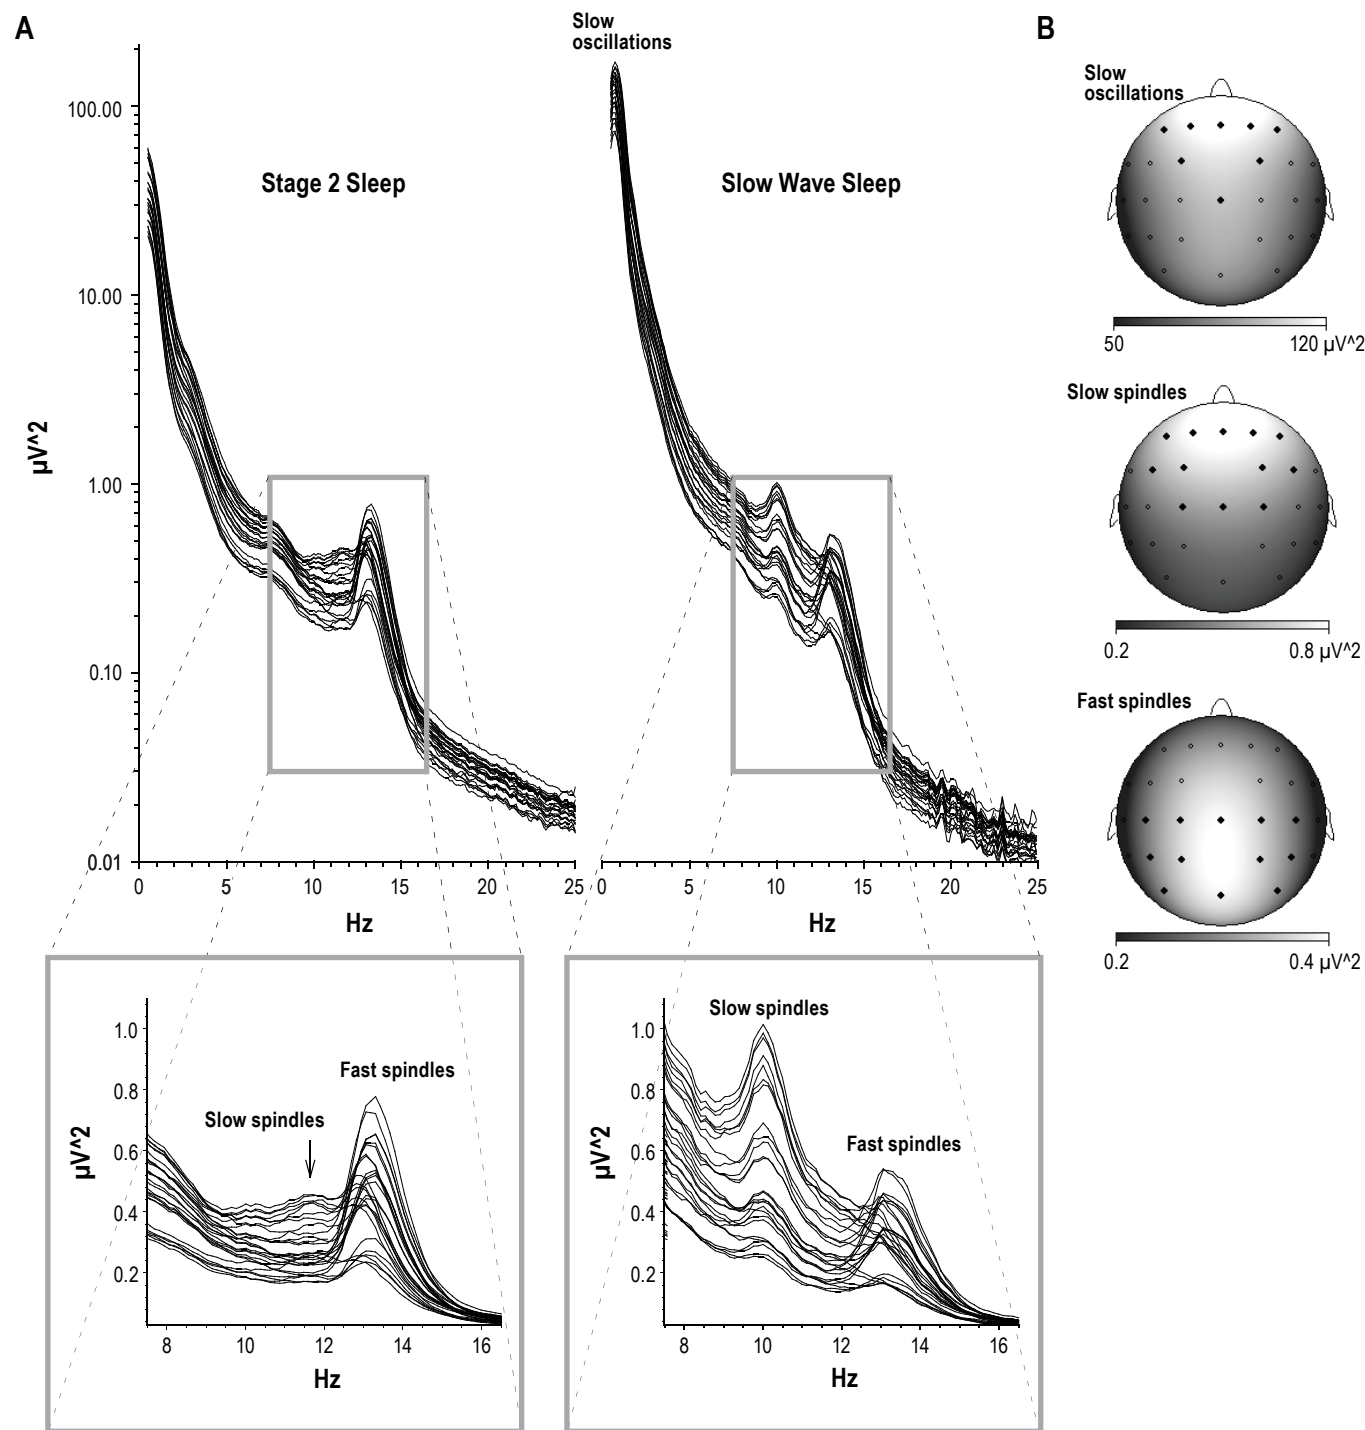 A
Slow
oscillations
Stage 2 Sleep
Slow Wave Sleep
µV^2
100.00
10.00
1.00
0.10
0.01
0 5 10 15 20 25
Hz
0 5 10 15 20 25
Hz
µV^2
1.0
0.8
0.6
0.4
0.2
Slow spindles
Fast spindles
8 10 12 14 16
Hz
µV^2
1.0
0.8
0.6
0.4
0.2
Slow spindles
Fast spindles
8 10 12 14 16
Hz
B
Slow
oscillations
50 120 µV^2
Slow spindles
0.2 0.8 µV^2
Fast spindles
0.2 0.4 µV^2